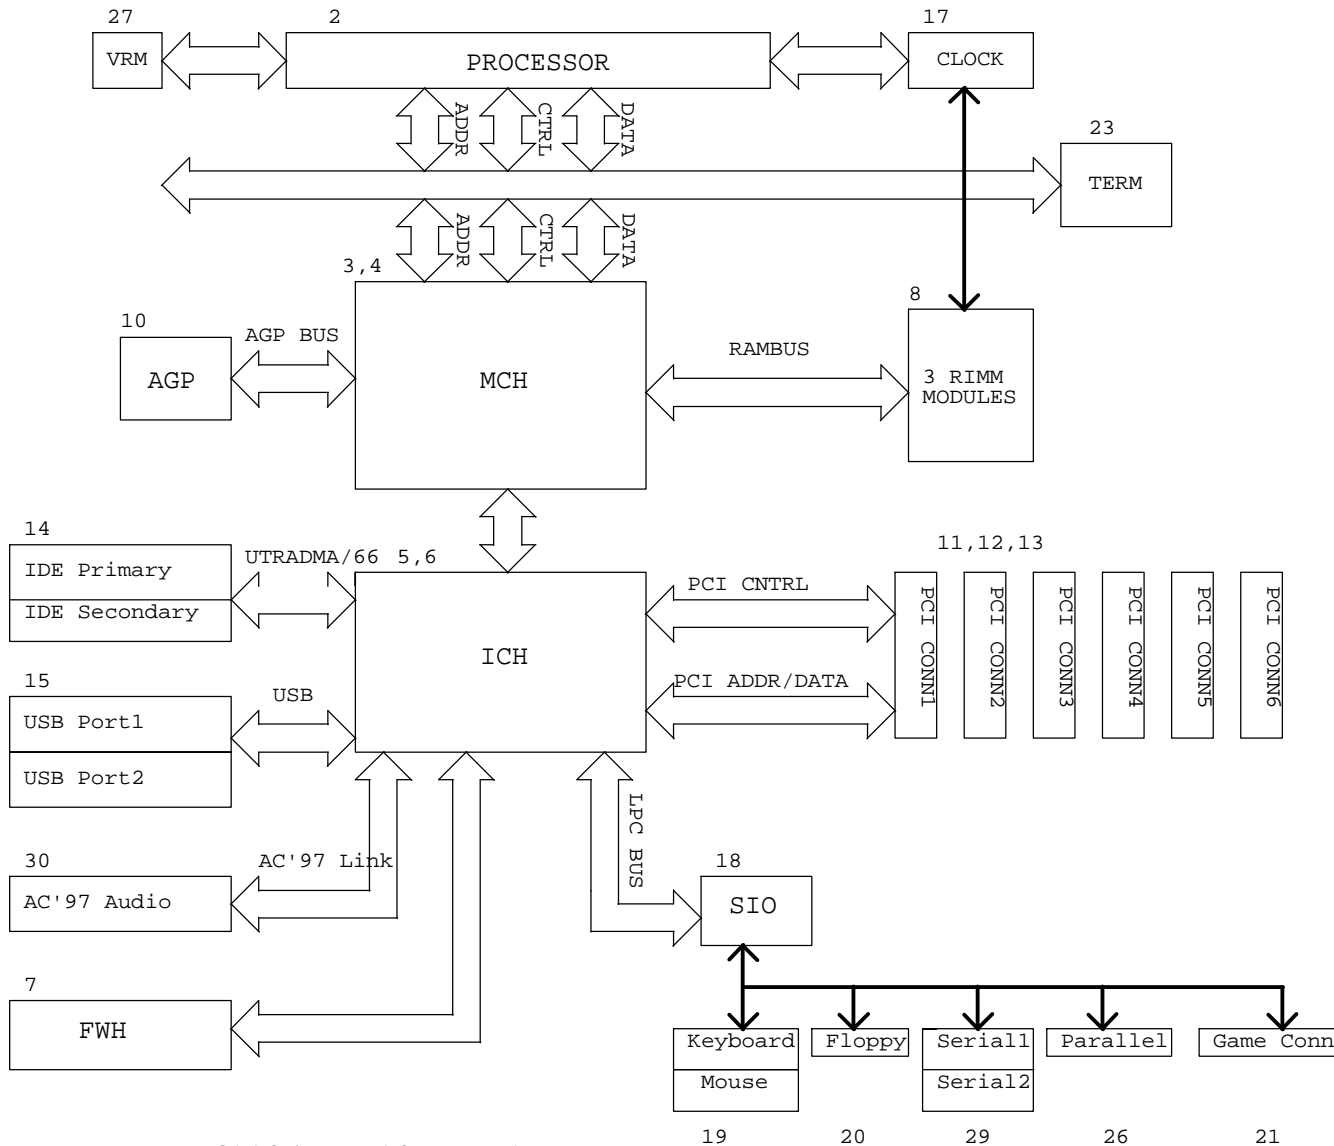 27
2
17
VRM
PROCESSOR
CLOCK
ADDR
CTRL
DATA
23
TERM
ADDR
CTRL
DATA
3,4
8
10
AGP BUS
RAMBUS
AGP
MCH
3 RIMM
MODULES
14
UTRADMA/66
5,6
11,12,13
IDE Primary
IDE Secondary
PCI CNTRL
PCI CONN1
PCI CONN2
PCI CONN3
PCI CONN4
PCI CONN5
PCI CONN6
ICH
15
USB
PCI ADDR/DATA
USB Port1
USB Port2
LPC BUS
30
AC'97 Link
18
AC'97 Audio
SIO
7
FWH
Keyboard
Floppy
Serial1
Parallel
Game Conn
Mouse
Serial2
19
20
29
26
21